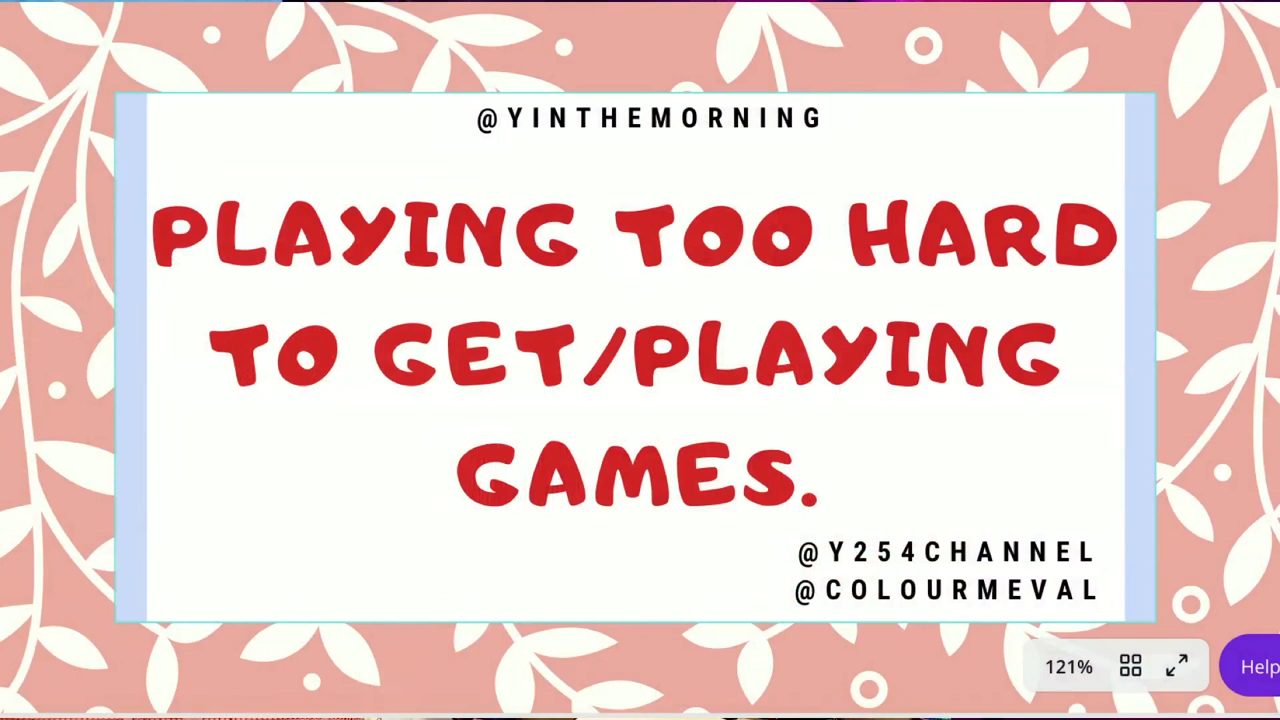 @YINTHEMORNING
PLAYING TOO HARD
TO GET/PLAYING
GAMES.
@Y254CHANNEL
@COLOURMEVAL
121%
Help